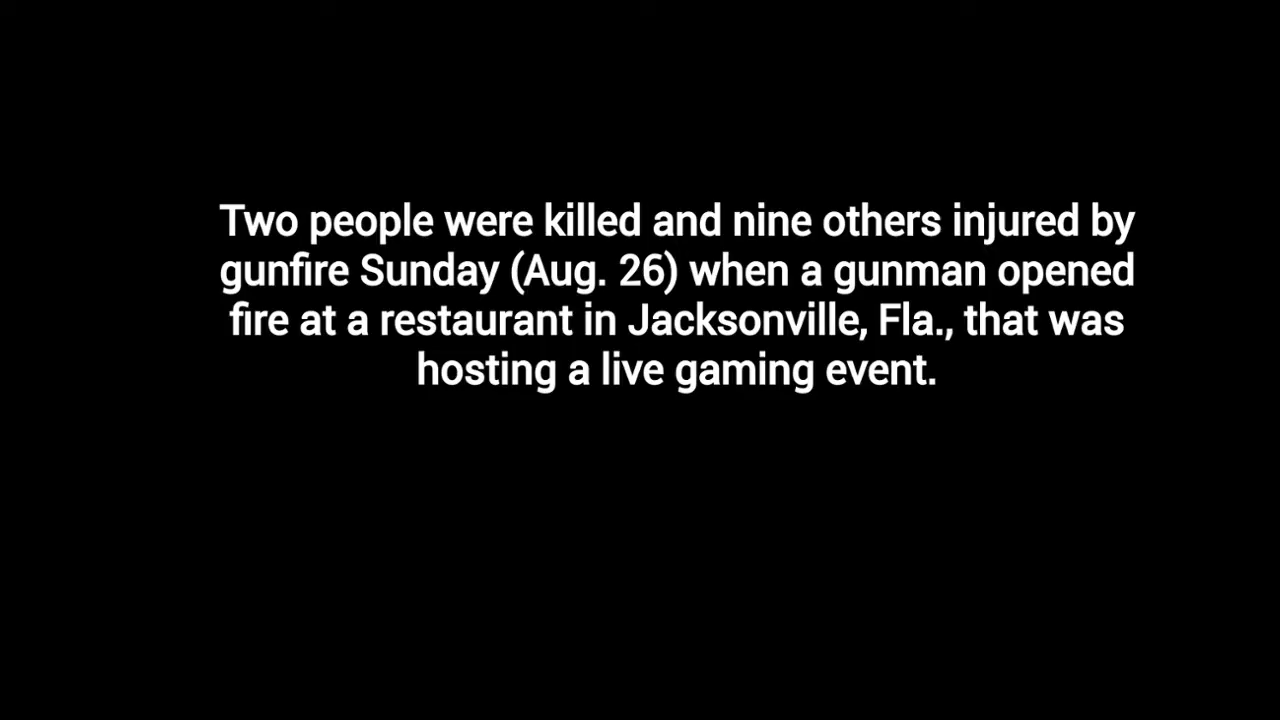 Two people were killed and nine others injured by
gunfire Sunday (Aug. 26) when a gunman opened
fire at a restaurant in Jacksonville, Fla., that was
hosting a live gaming event.